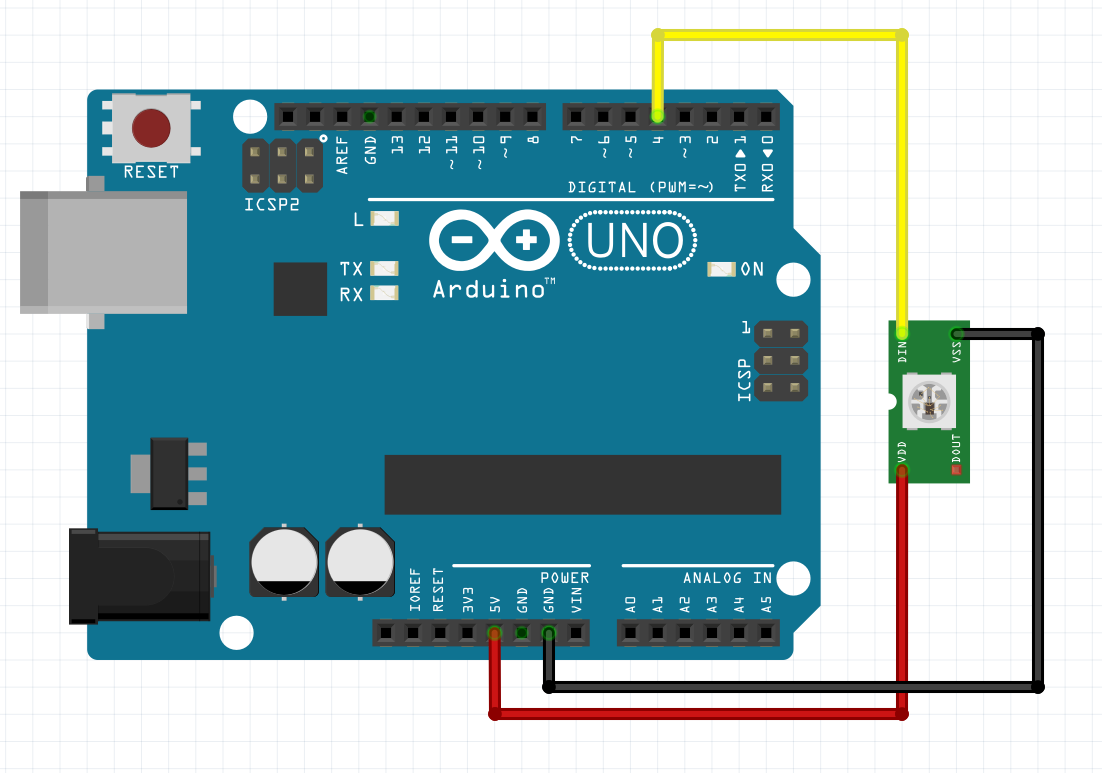 RESET
ICSP2
AREF
GND
13
12
~11
~10
~9
8
7
~6
~5
4
~3
2
TX0▶1
RX0◀0
DIGITAL (PWM=~)
L
TX
RX
UNO
Arduino™
ON
1
ICSP
DIN
VSS
VDD
DOUT
POWER
ANALOG IN
IOREF
RESET
3V3
5V
GND
GND
VIN
A0
A1
A2
A3
A4
A5